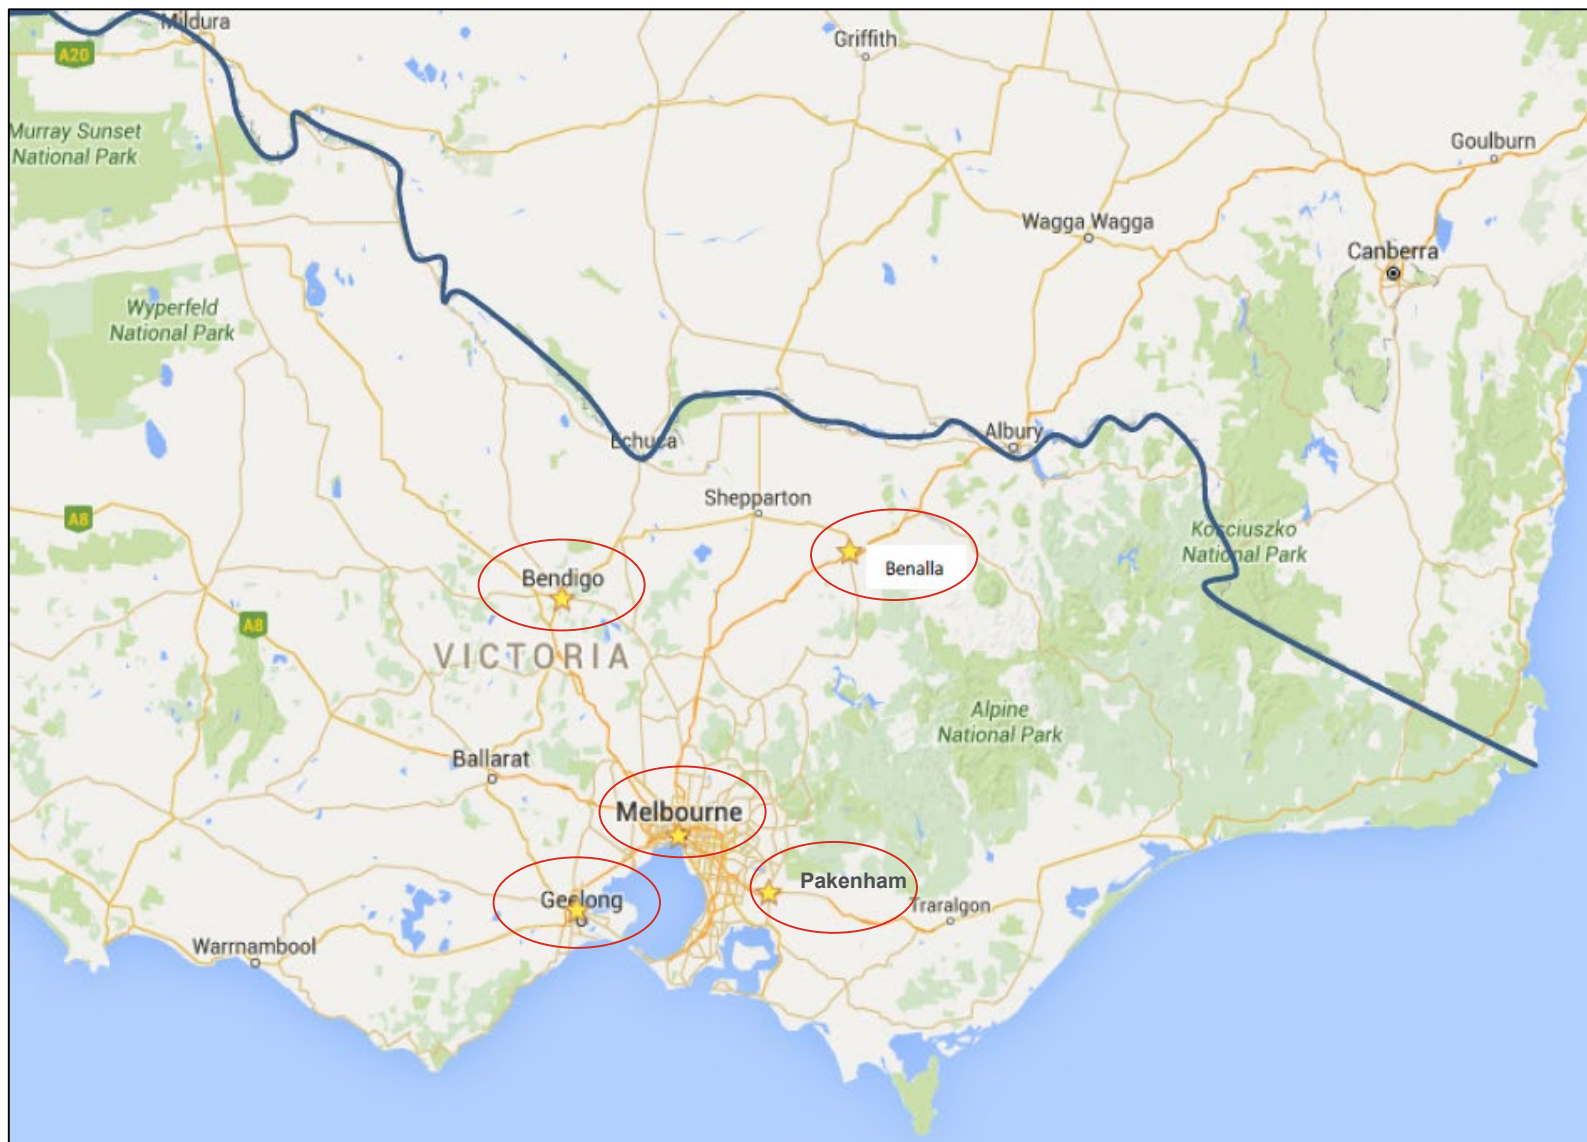 Mildura
Griffith
A20
Murray Sunset
National Park
Goulburn
Wagga Wagga
Canberra
Wyperfeld
National Park
Echuca
Albury
Shepparton
A8
Kosciuszko
National Park
Benalla
Bendigo
A8
VICTORIA
Alpine
National Park
Ballarat
Melbourne
Pakenham
Geelong
Traralgon
Warrnambool